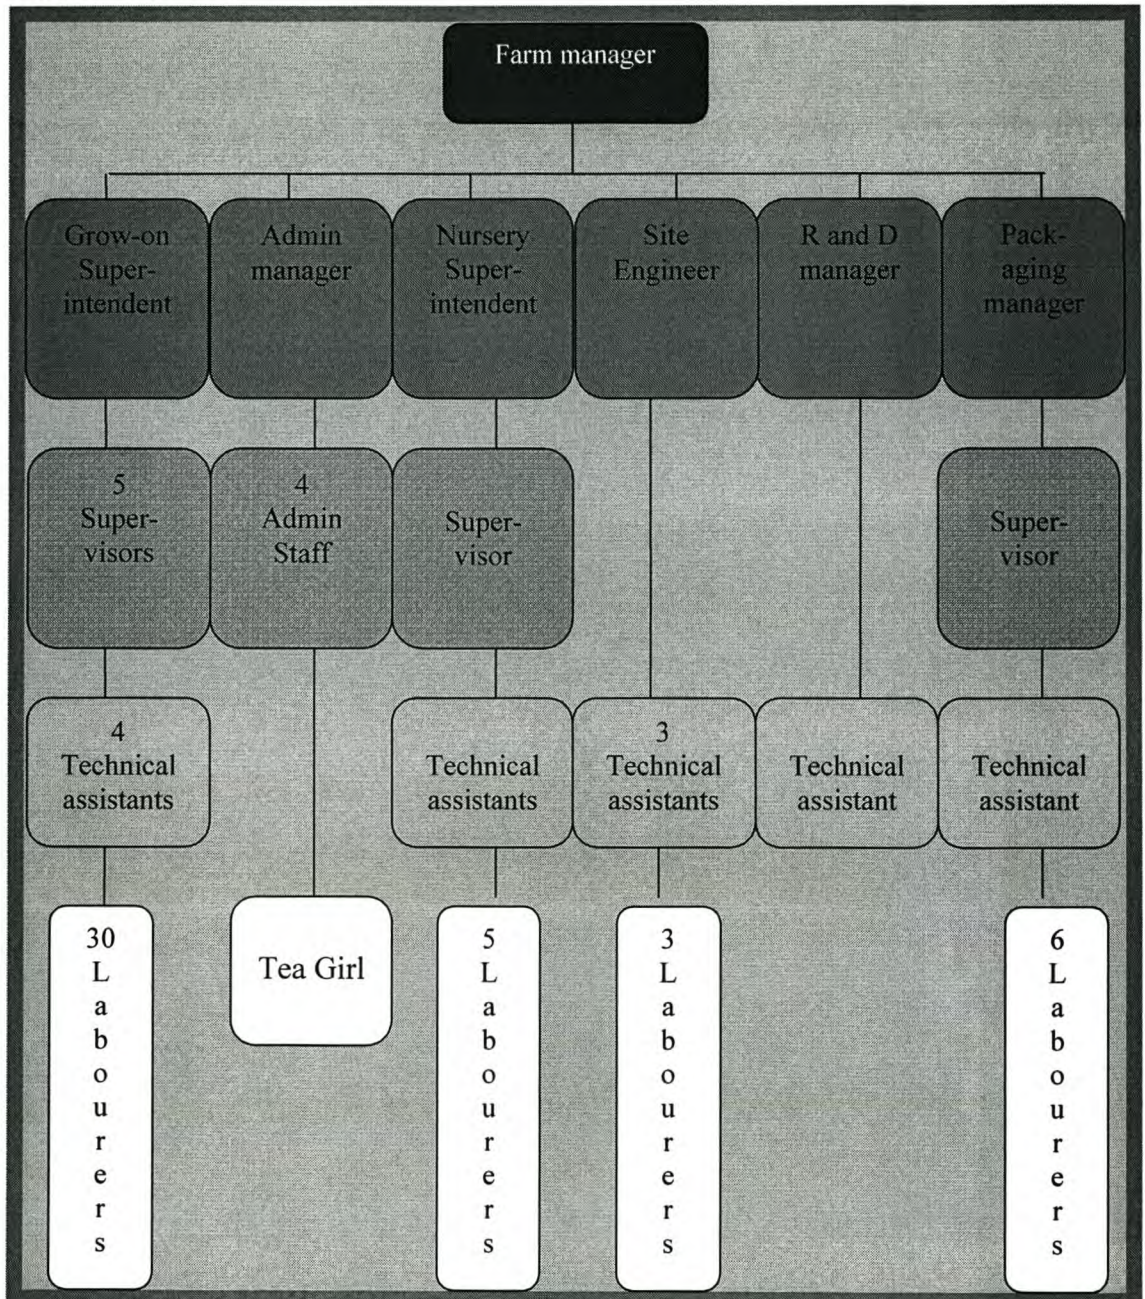 Farm manager
Grow-on
Super-
intendent
Admin
manager
Nursery
Super-
intendent
Site
Engineer
R and D
manager
Pack-
aging
manager
5
Super-
visors
4
Admin
Staff
Super-
visor
Super-
visor
4
Technical
assistants
Technical
assistants
3
Technical
assistants
Technical
assistant
Technical
assistant
30
L
a
b
o
u
r
e
r
s
Tea Girl
5
L
a
b
o
u
r
e
r
s
3
L
a
b
o
u
r
e
r
s
6
L
a
b
o
u
r
e
r
s